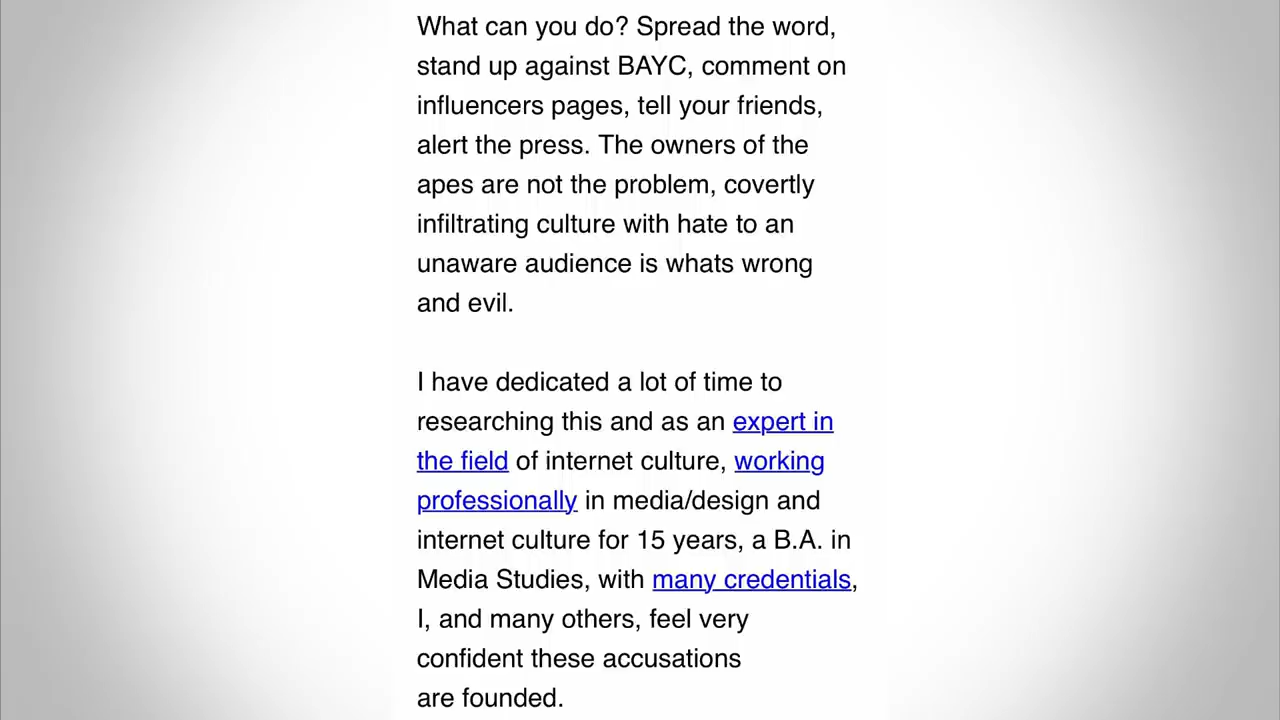 What can you do? Spread the word,
stand up against BAYC, comment on
influencers pages, tell your friends,
alert the press. The owners of the
apes are not the problem, covertly
infiltrating culture with hate to an
unaware audience is whats wrong
and evil.
I have dedicated a lot of time to
researching this and as an expert in
the field of internet culture, working
professionally in media/design and
internet culture for 15 years, a B.A. in
Media Studies, with many credentials,
I, and many others, feel very
confident these accusations
are founded.